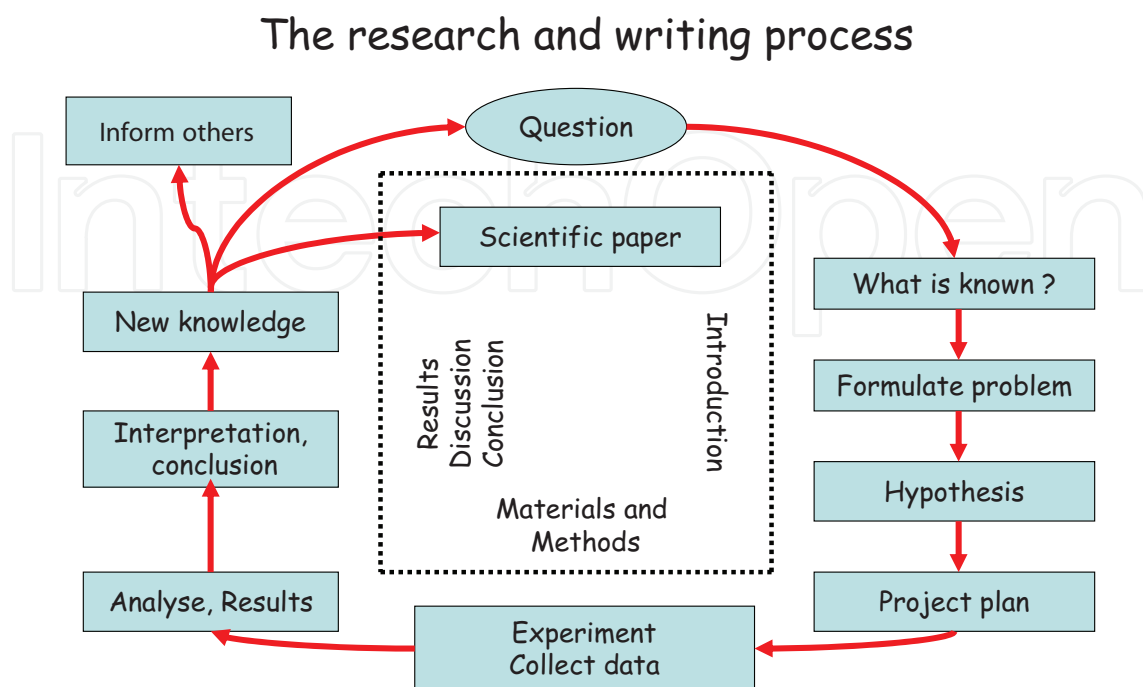 The research and writing process
IntechOpen
Inform others
Question
Scientific paper
What is known ?
New knowledge
Formulate problem
Introduction
Results
Discussion
Conclusion
Interpretation,
conclusion
Hypothesis
Materials and
Methods
Analyse, Results
Project plan
Experiment
Collect data